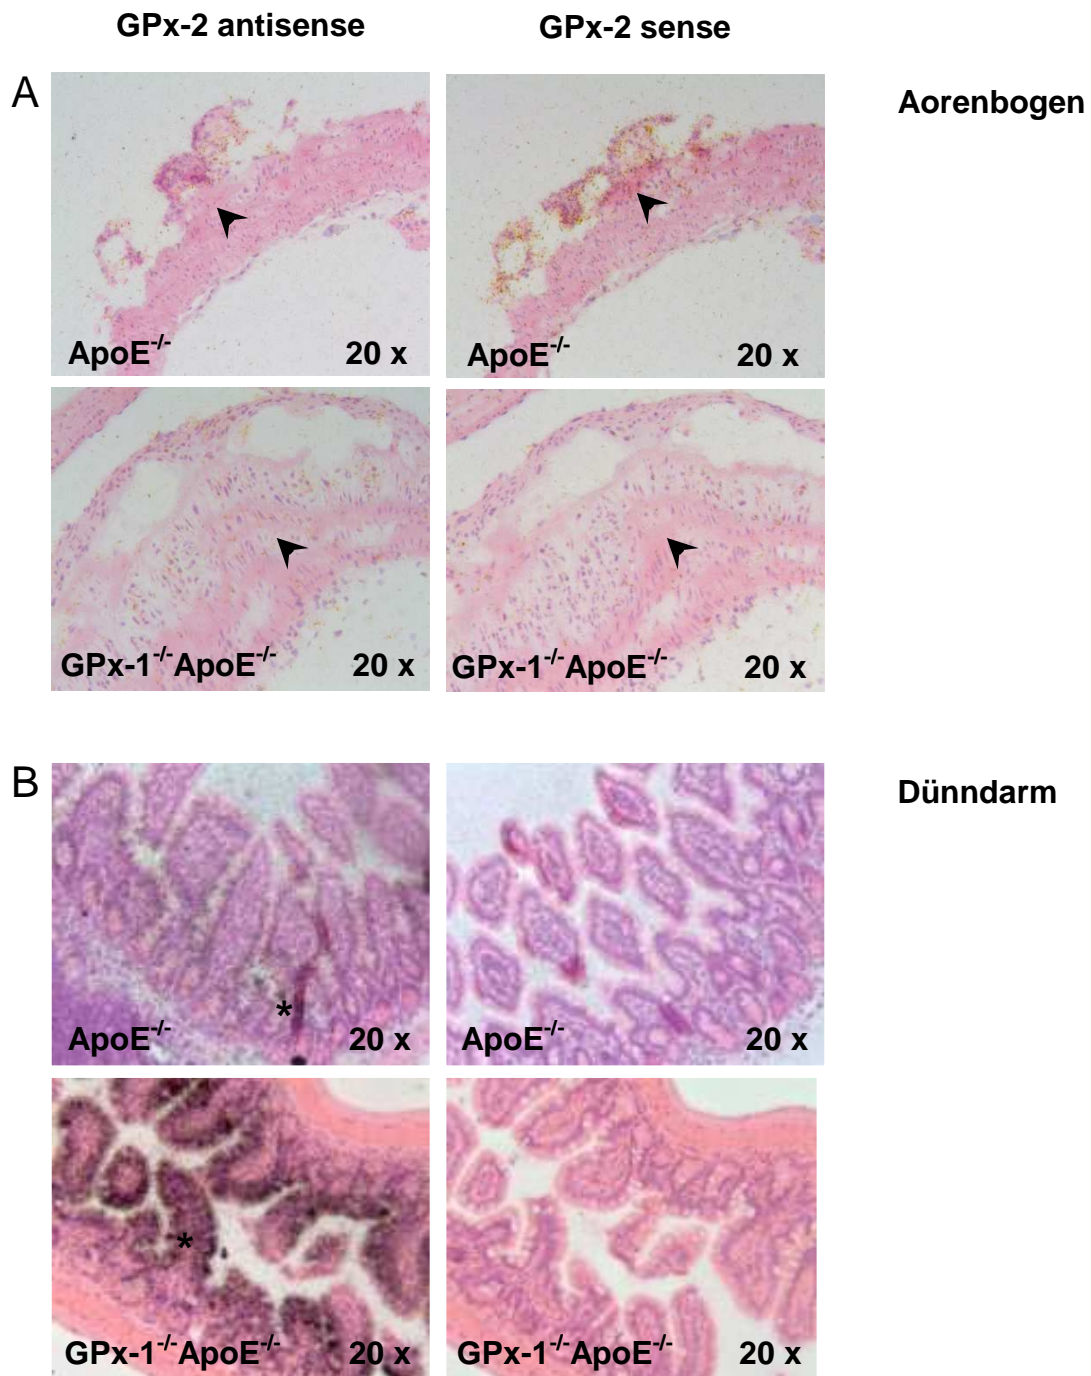 GPx-2 antisense GPx-2 sense
A
Aorenbogen
ApoE-/- 20 x ApoE-/- 20 x
GPx-1-/-ApoE-/- 20 x GPx-1-/-ApoE-/- 20 x
B
Dünndarm
*
ApoE-/- 20 x ApoE-/- 20 x
*
GPx-1-/-ApoE-/- 20 x GPx-1-/-ApoE-/- 20 x